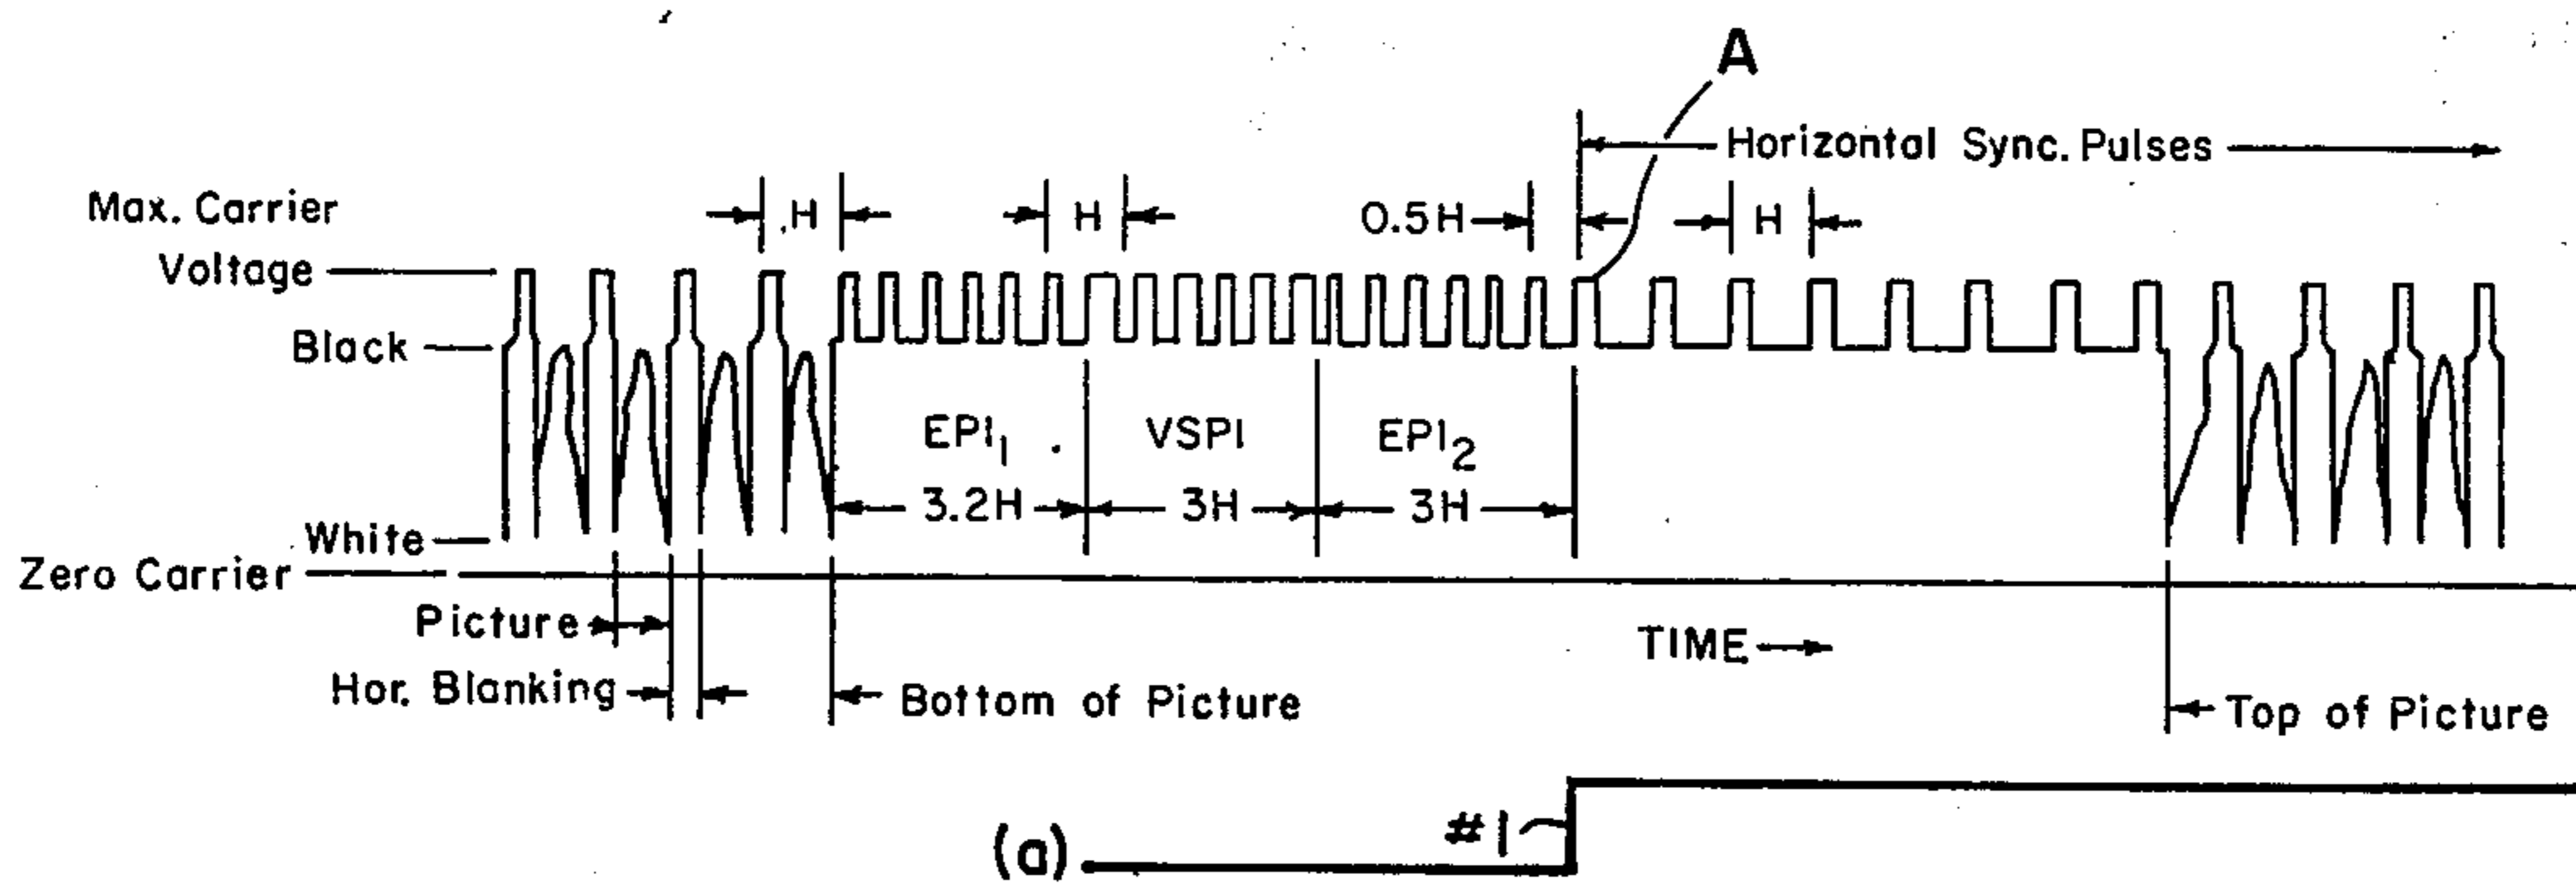 A
Horizontal Sync. Pulses
Max. Carrier
Voltage
H
H
0.5H
H
Black
EPI1
VSPI
EPI2
3.2H
3H
3H
White
Zero Carrier
Picture
TIME
Hor. Blanking
Bottom of Picture
Top of Picture
#1
(a)